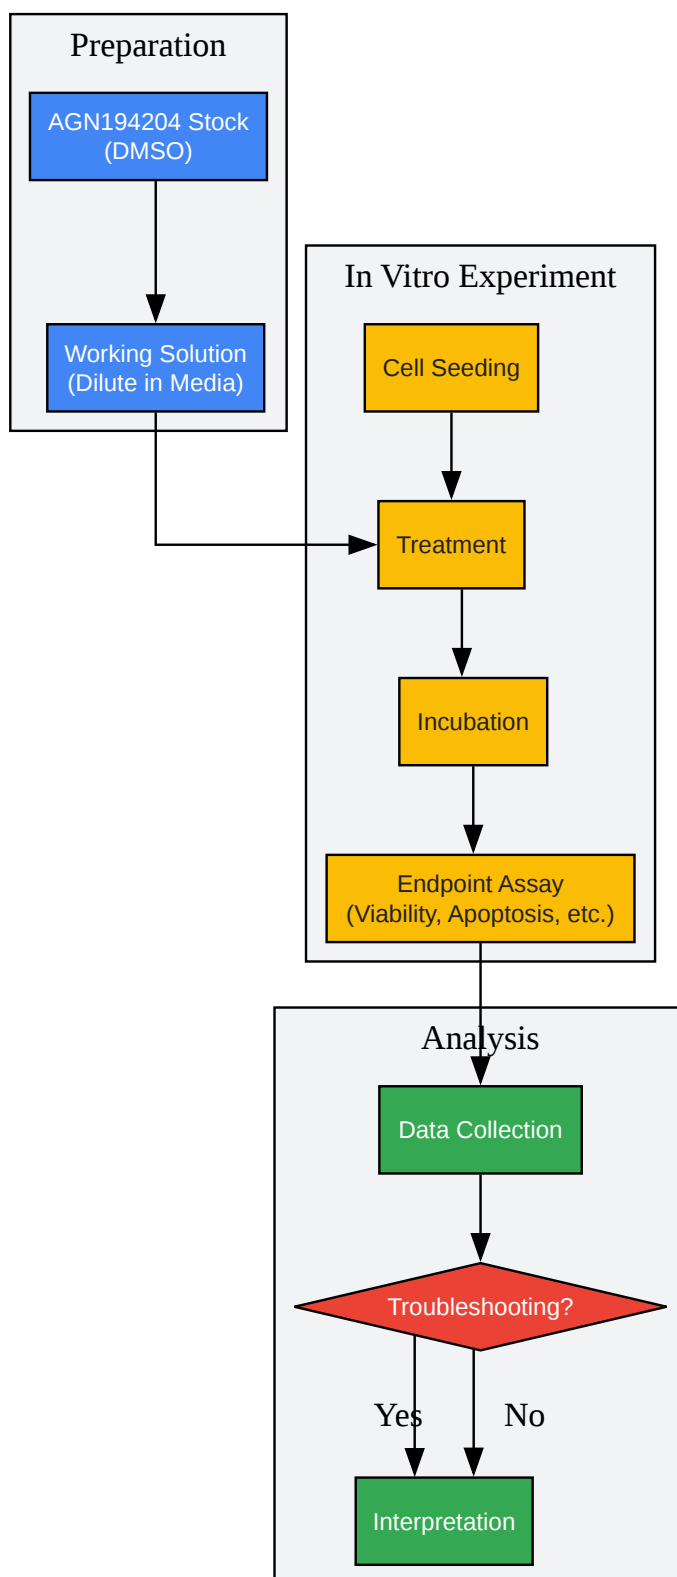 Preparation
AGN194204 Stock
(DMSO)
Working Solution
(Dilute in Media)
In Vitro Experiment
Cell Seeding
Treatment
Incubation
Endpoint Assay
(Viability, Apoptosis, etc.)
Analysis
Data Collection
Troubleshooting?
Yes
No
Interpretation